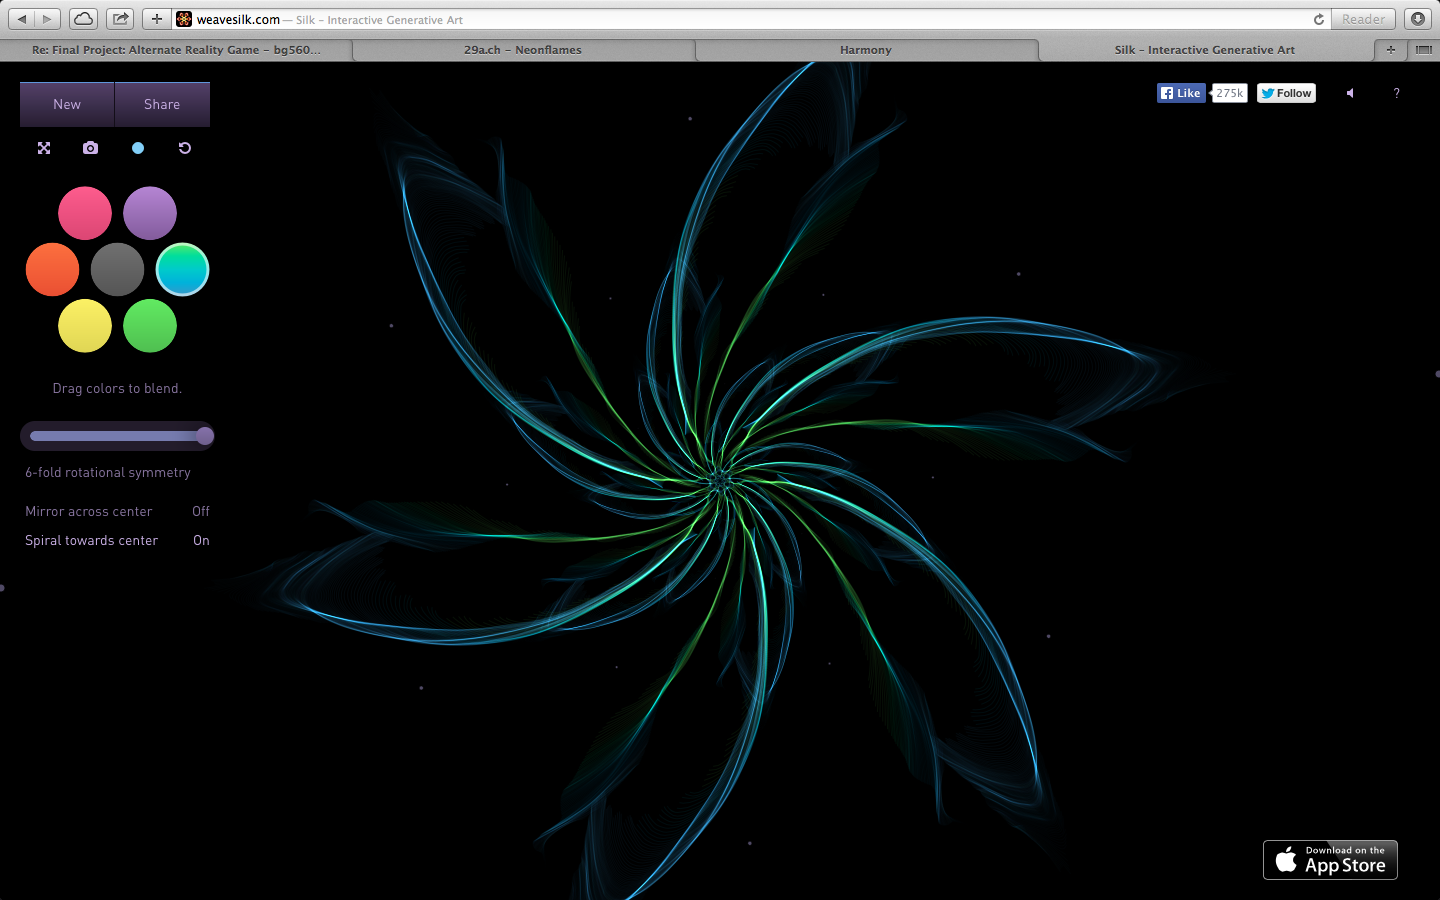 weavesilk.com — Silk – Interactive Generative Art
Reader
Re: Final Project: Alternate Reality Game – bg560...
29a.ch – Neonflames
Harmony
Silk – Interactive Generative Art
New
Share
Like
275k
Follow
?
Drag colors to blend.
6-fold rotational symmetry
Mirror across center Off
Spiral towards center On
Download on the
App Store